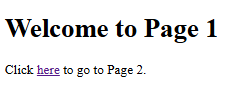 Welcome to Page 1
Click here to go to Page 2.